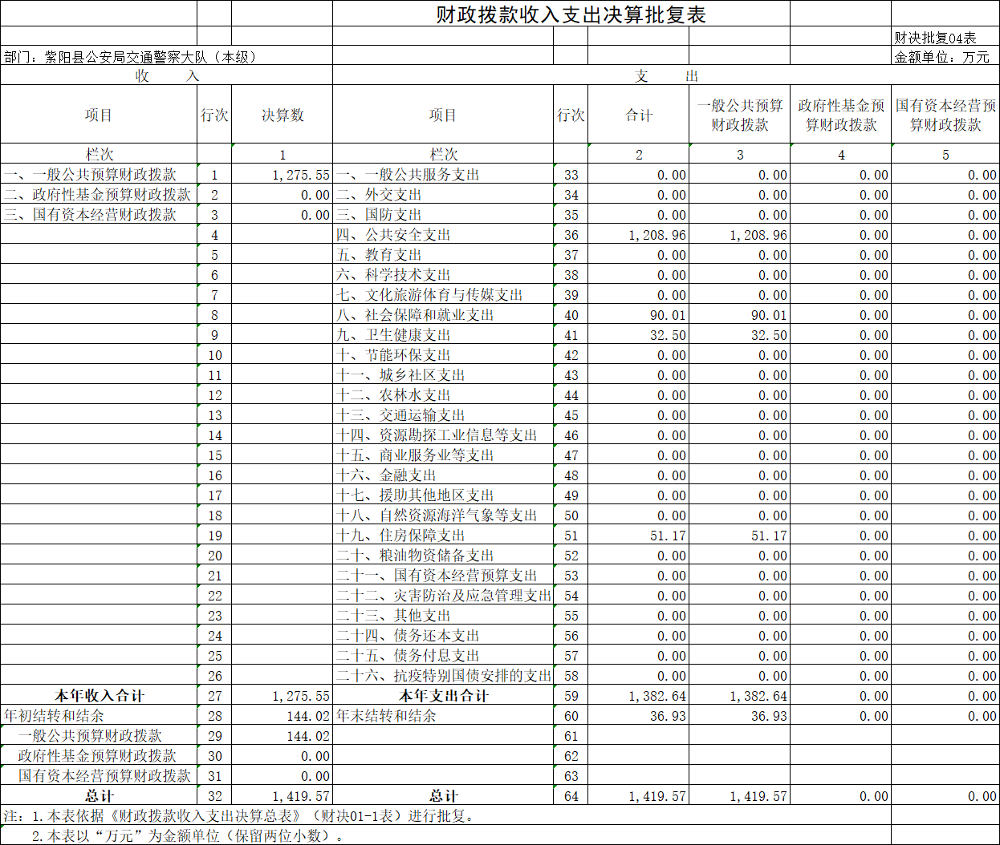 财政拨款收入支出决算批复表
财决批复04表
部门：紫阳县公安局交通警察大队（本级） 金额单位：万元
收 入 支 出
项目 行次 决算数 项目 行次 合计 一般公共预算财政拨款 政府性基金预算财政拨款 国有资本经营预算财政拨款
栏次 1 栏次 2 3 4 5
一、一般公共预算财政拨款 1 1,275.55 一、一般公共服务支出 33 0.00 0.00 0.00 0.00
二、政府性基金预算财政拨款 2 0.00 二、外交支出 34 0.00 0.00 0.00 0.00
三、国有资本经营财政拨款 3 0.00 三、国防支出 35 0.00 0.00 0.00 0.00
4 四、公共安全支出 36 1,208.96 1,208.96 0.00 0.00
5 五、教育支出 37 0.00 0.00 0.00 0.00
6 六、科学技术支出 38 0.00 0.00 0.00 0.00
7 七、文化旅游体育与传媒支出 39 0.00 0.00 0.00 0.00
8 八、社会保障和就业支出 40 90.01 90.01 0.00 0.00
9 九、卫生健康支出 41 32.50 32.50 0.00 0.00
10 十、节能环保支出 42 0.00 0.00 0.00 0.00
11 十一、城乡社区支出 43 0.00 0.00 0.00 0.00
12 十二、农林水支出 44 0.00 0.00 0.00 0.00
13 十三、交通运输支出 45 0.00 0.00 0.00 0.00
14 十四、资源勘探工业信息等支出 46 0.00 0.00 0.00 0.00
15 十五、商业服务业等支出 47 0.00 0.00 0.00 0.00
16 十六、金融支出 48 0.00 0.00 0.00 0.00
17 十七、援助其他地区支出 49 0.00 0.00 0.00 0.00
18 十八、自然资源海洋气象等支出 50 0.00 0.00 0.00 0.00
19 十九、住房保障支出 51 51.17 51.17 0.00 0.00
20 二十、粮油物资储备支出 52 0.00 0.00 0.00 0.00
21 二十一、国有资本经营预算支出 53 0.00 0.00 0.00 0.00
22 二十二、灾害防治及应急管理支出 54 0.00 0.00 0.00 0.00
23 二十三、其他支出 55 0.00 0.00 0.00 0.00
24 二十四、债务还本支出 56 0.00 0.00 0.00 0.00
25 二十五、债务付息支出 57 0.00 0.00 0.00 0.00
26 二十六、抗疫特别国债安排的支出 58 0.00 0.00 0.00 0.00
本年收入合计 27 1,275.55 本年支出合计 59 1,382.64 1,382.64 0.00 0.00
年初结转和结余 28 144.02 年末结转和结余 60 36.93 36.93 0.00 0.00
一般公共预算财政拨款 29 144.02 61
政府性基金预算财政拨款 30 0.00 62
国有资本经营预算财政拨款 31 0.00 63
总计 32 1,419.57 总计 64 1,419.57 1,419.57 0.00 0.00
注：1.本表依据《财政拨款收入支出决算总表》（财决01-1表）进行批复。
2.本表以“万元”为金额单位（保留两位小数）。